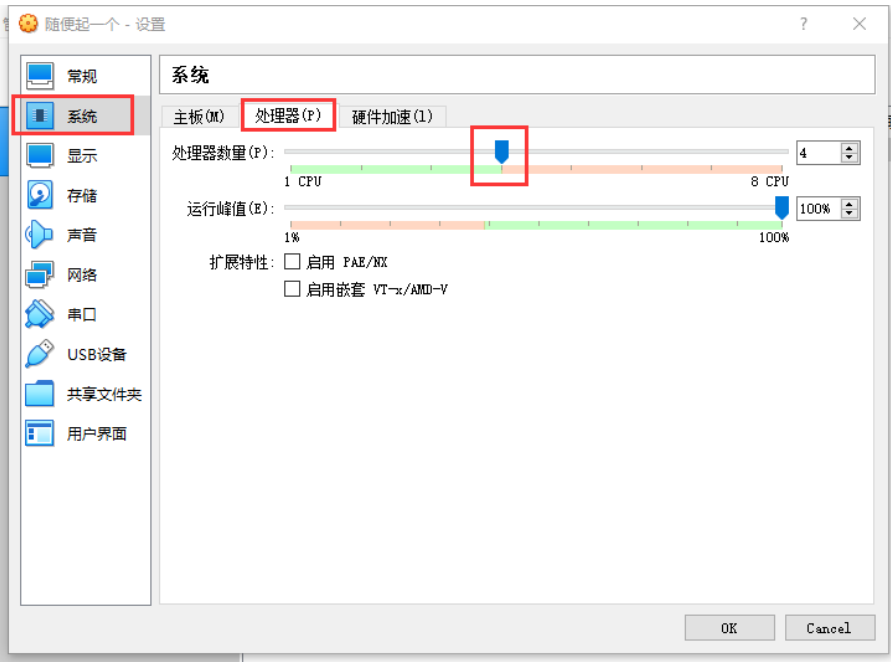 随便起一个 - 设置
?
常规
系统
显示
存储
声音
网络
串口
USB设备
共享文件夹
用户界面
系统
主板(M) 处理器(P) 硬件加速(l)
处理器数量(P): 4
1 CPU 8 CPU
运行峰值(E): 100%
1% 100%
扩展特性: 启用 PAE/NX
启用嵌套 VT-x/AMD-V
OK Cancel